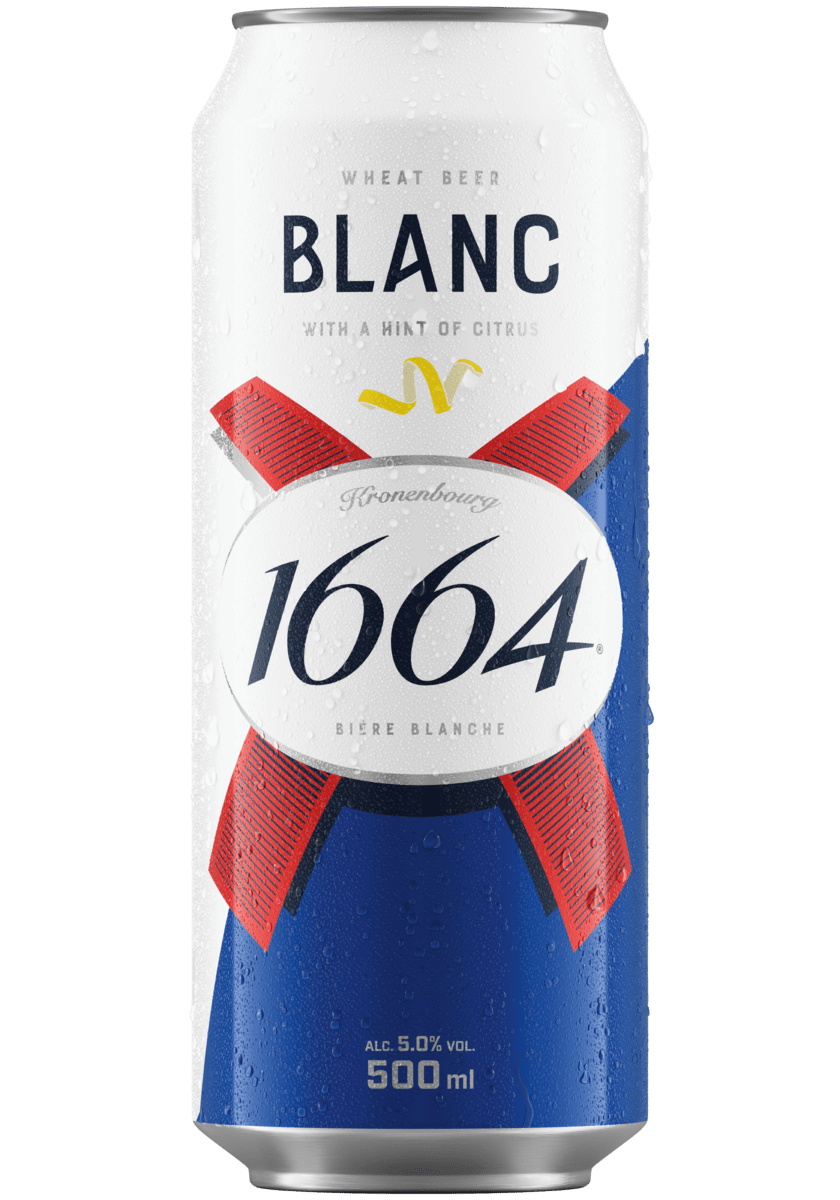 WHEAT BEER
BLANC
WITH A HINT OF CITRUS
Kronenbourg
1664®
BIÈRE BLANCHE
ALC. 5.0% VOL.
500 ml